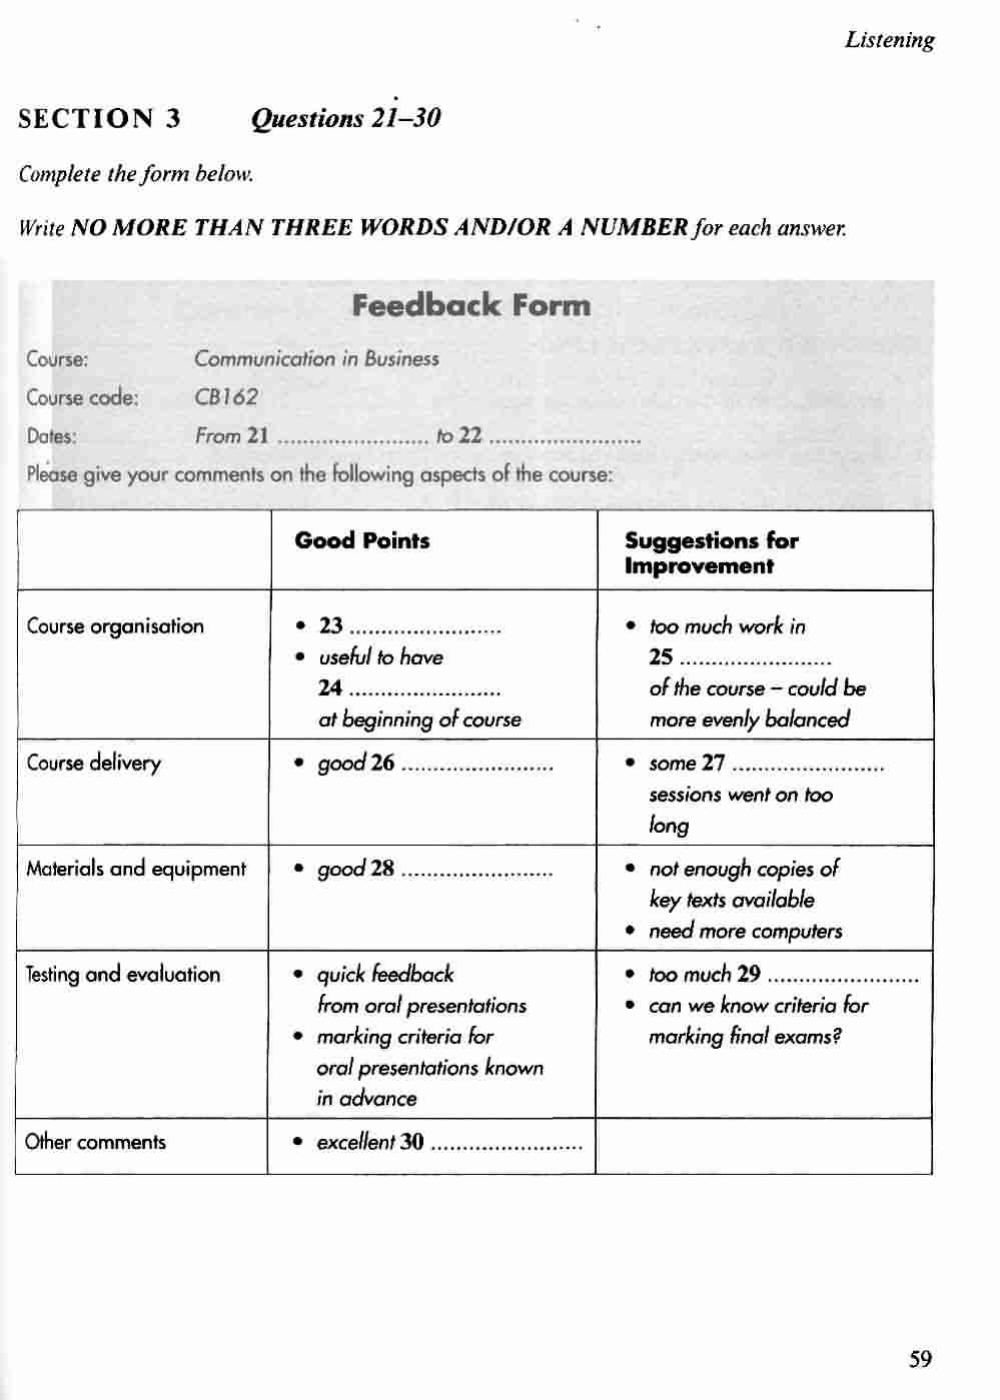 Listening
SECTION 3 Questions 21–30
Complete the form below.
Write NO MORE THAN THREE WORDS AND/OR A NUMBER for each answer.
Feedback Form
Course: Communication in Business
Course code: CB162
Dates: From 21 ........................ to 22 ........................
Please give your comments on the following aspects of the course:
Good Points
Suggestions for
Improvement
Course organisation
• 23 ........................
• useful to have
24 ........................
at beginning of course
• too much work in
25 ........................
of the course – could be
more evenly balanced
Course delivery
• good 26 ........................
• some 27 ........................
sessions went on too
long
Materials and equipment
• good 28 ........................
• not enough copies of
key texts available
• need more computers
Testing and evaluation
• quick feedback
from oral presentations
• marking criteria for
oral presentations known
in advance
• too much 29 ........................
• can we know criteria for
marking final exams?
Other comments
• excellent 30 ........................
59